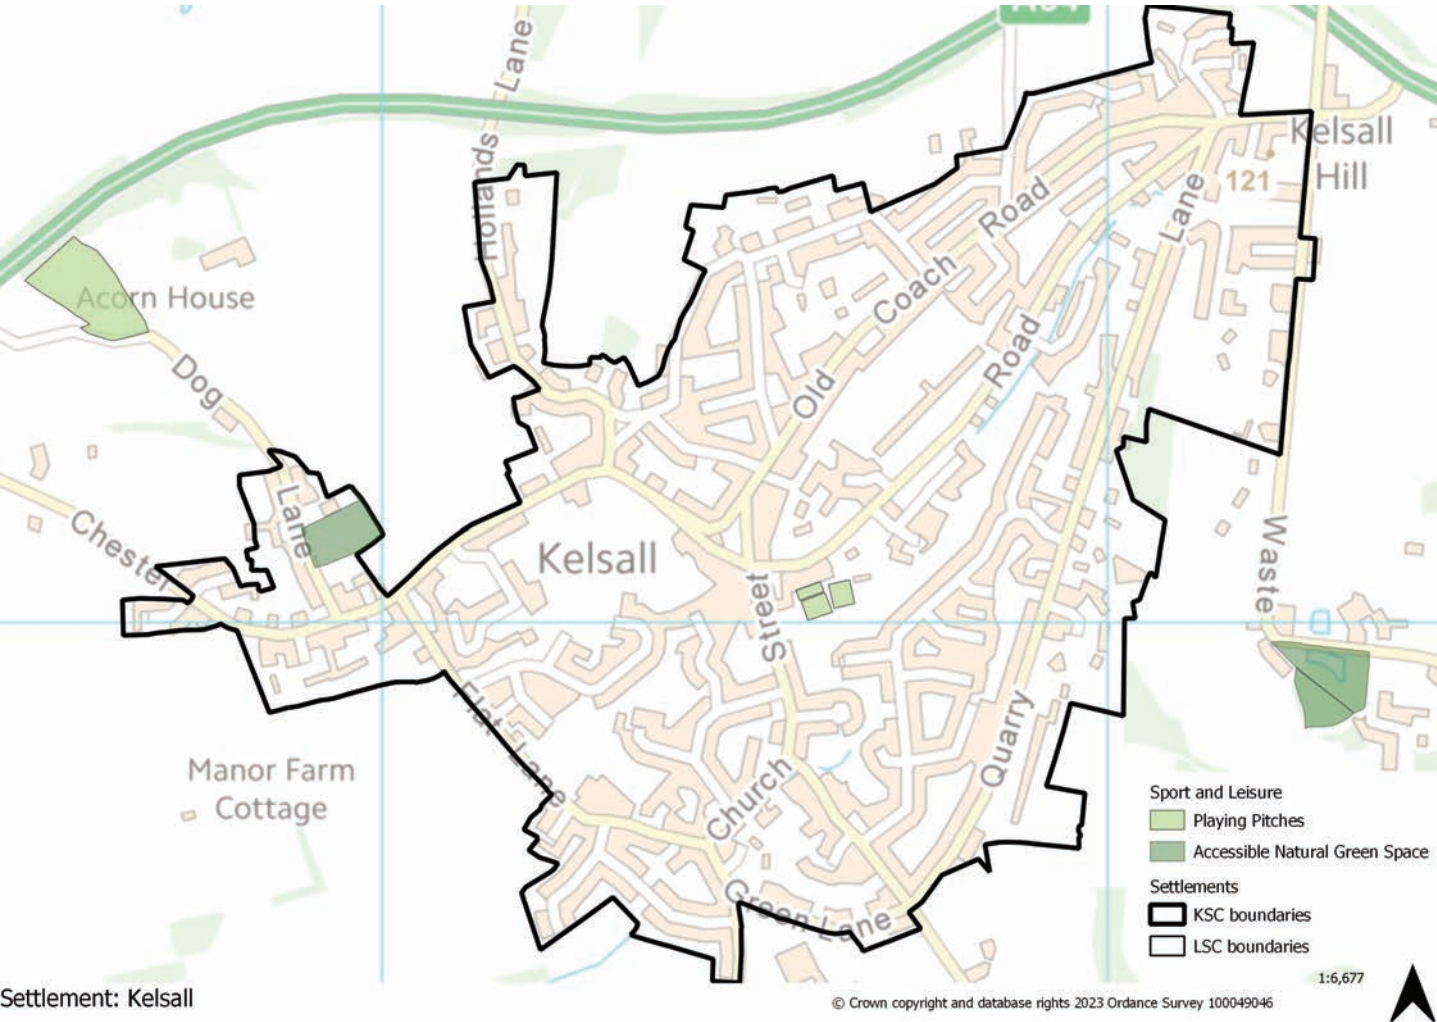 A54
Hollands Lane
Kelsall
Hill
121
Lane
Road
Coach
Old
Road
Acorn House
Dog
Lane
Chester
Kelsall
Street
Waste
Quarry
Flat Lane
Church
Green Lane
Manor Farm
Cottage
Sport and Leisure
Playing Pitches
Accessible Natural Green Space
Settlements
KSC boundaries
LSC boundaries
1:6,677
Settlement: Kelsall
© Crown copyright and database rights 2023 Ordance Survey 100049046